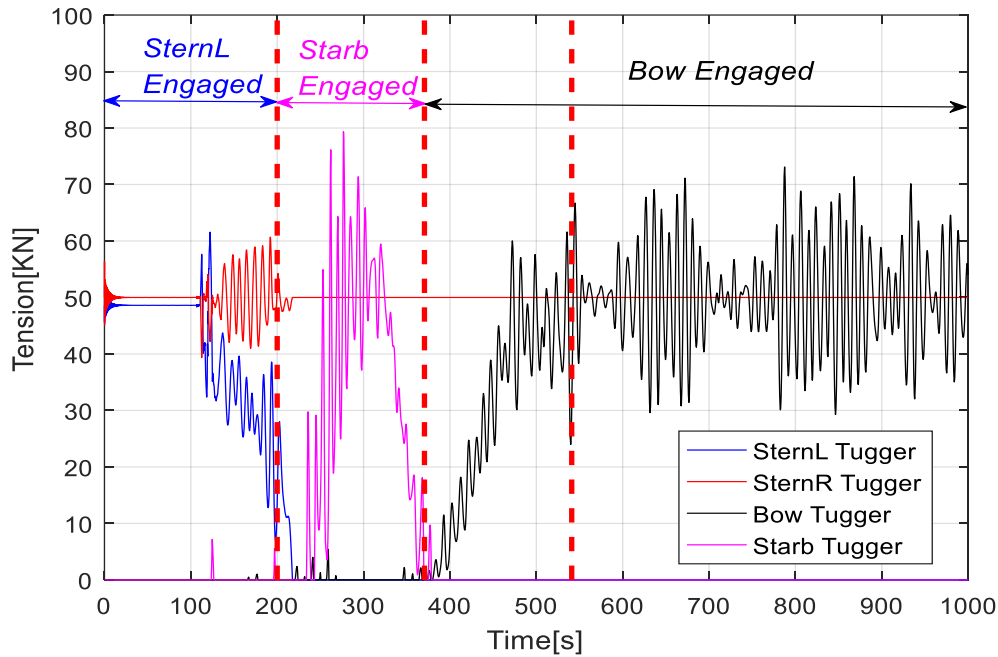 100
90
80
70
60
50
40
30
20
10
0
Tension[KN]
SternL
Engaged
Starb
Engaged
Bow Engaged
SternL Tugger
SternR Tugger
Bow Tugger
Starb Tugger
0 100 200 300 400 500 600 700 800 900 1000
Time[s]